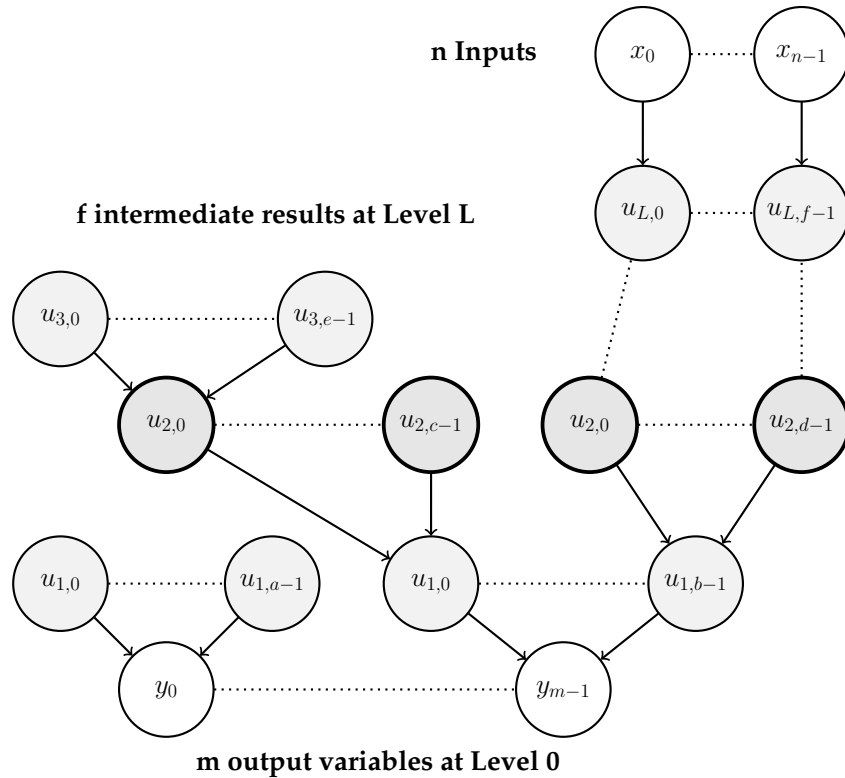 n Inputs
x_0
x_{n−1}
f intermediate results at Level L
u_{L,0}
u_{L,f−1}
u_{3,0}
u_{3,e−1}
u_{2,0}
u_{2,c−1}
u_{2,0}
u_{2,d−1}
u_{1,0}
u_{1,a−1}
u_{1,0}
u_{1,b−1}
y_0
y_{m−1}
m output variables at Level 0